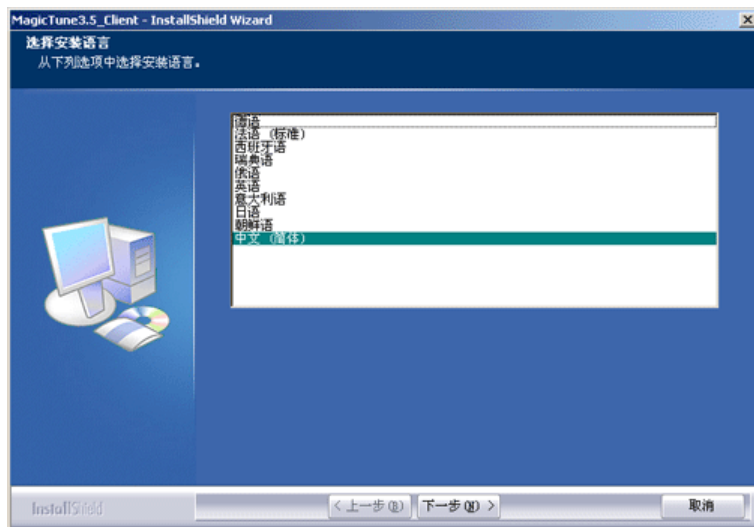 MagicTune3.5_Client - InstallShield Wizard
选择安装语言
从下列选项中选择安装语言。
德语
法语 (标准)
西班牙语
瑞典语
俄语
英语
意大利语
日语
朝鲜语
中文 (简体)
InstallShield
< 上一步(B)
下一步(N) >
取消